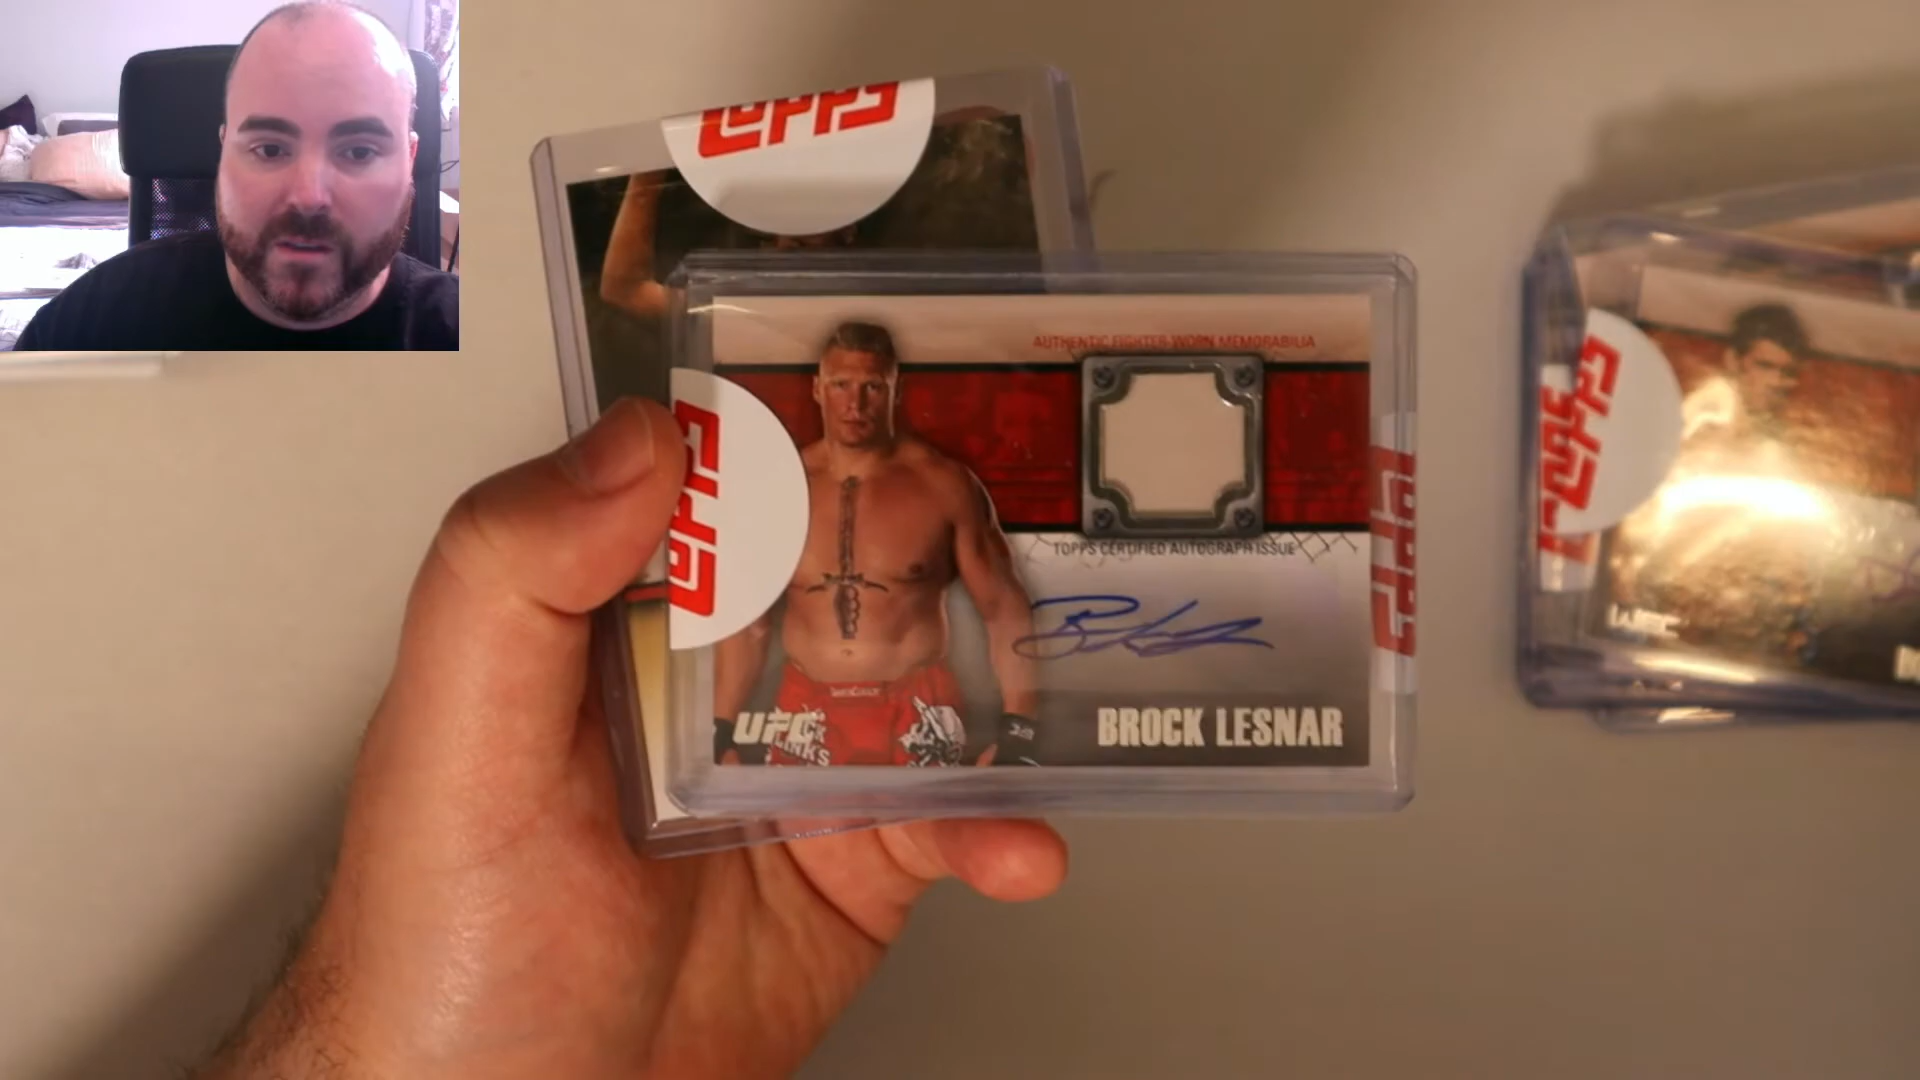 TOPPS
AUTHENTIC FIGHTER-WORN MEMORABILIA
TOPPS
TOPPS
TOPPS
TOPPS CERTIFIED AUTOGRAPH ISSUE
UFC
BROCK LESNAR